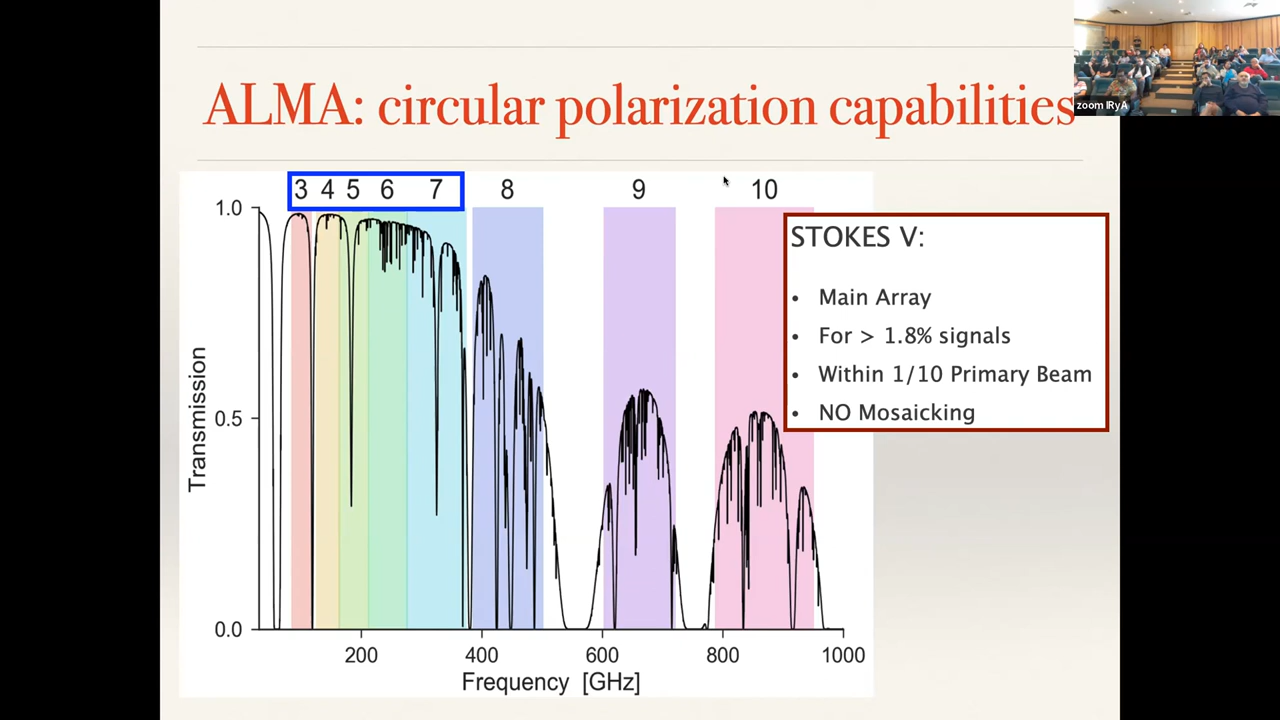 ALMA: circular polarization capabilities
zoom IRyA
3 4 5 6 7 8 9 10
1.0
0.5
0.0
Transmission
200 400 600 800 1000
Frequency [GHz]
STOKES V:
• Main Array
• For > 1.8% signals
• Within 1/10 Primary Beam
• NO Mosaicking